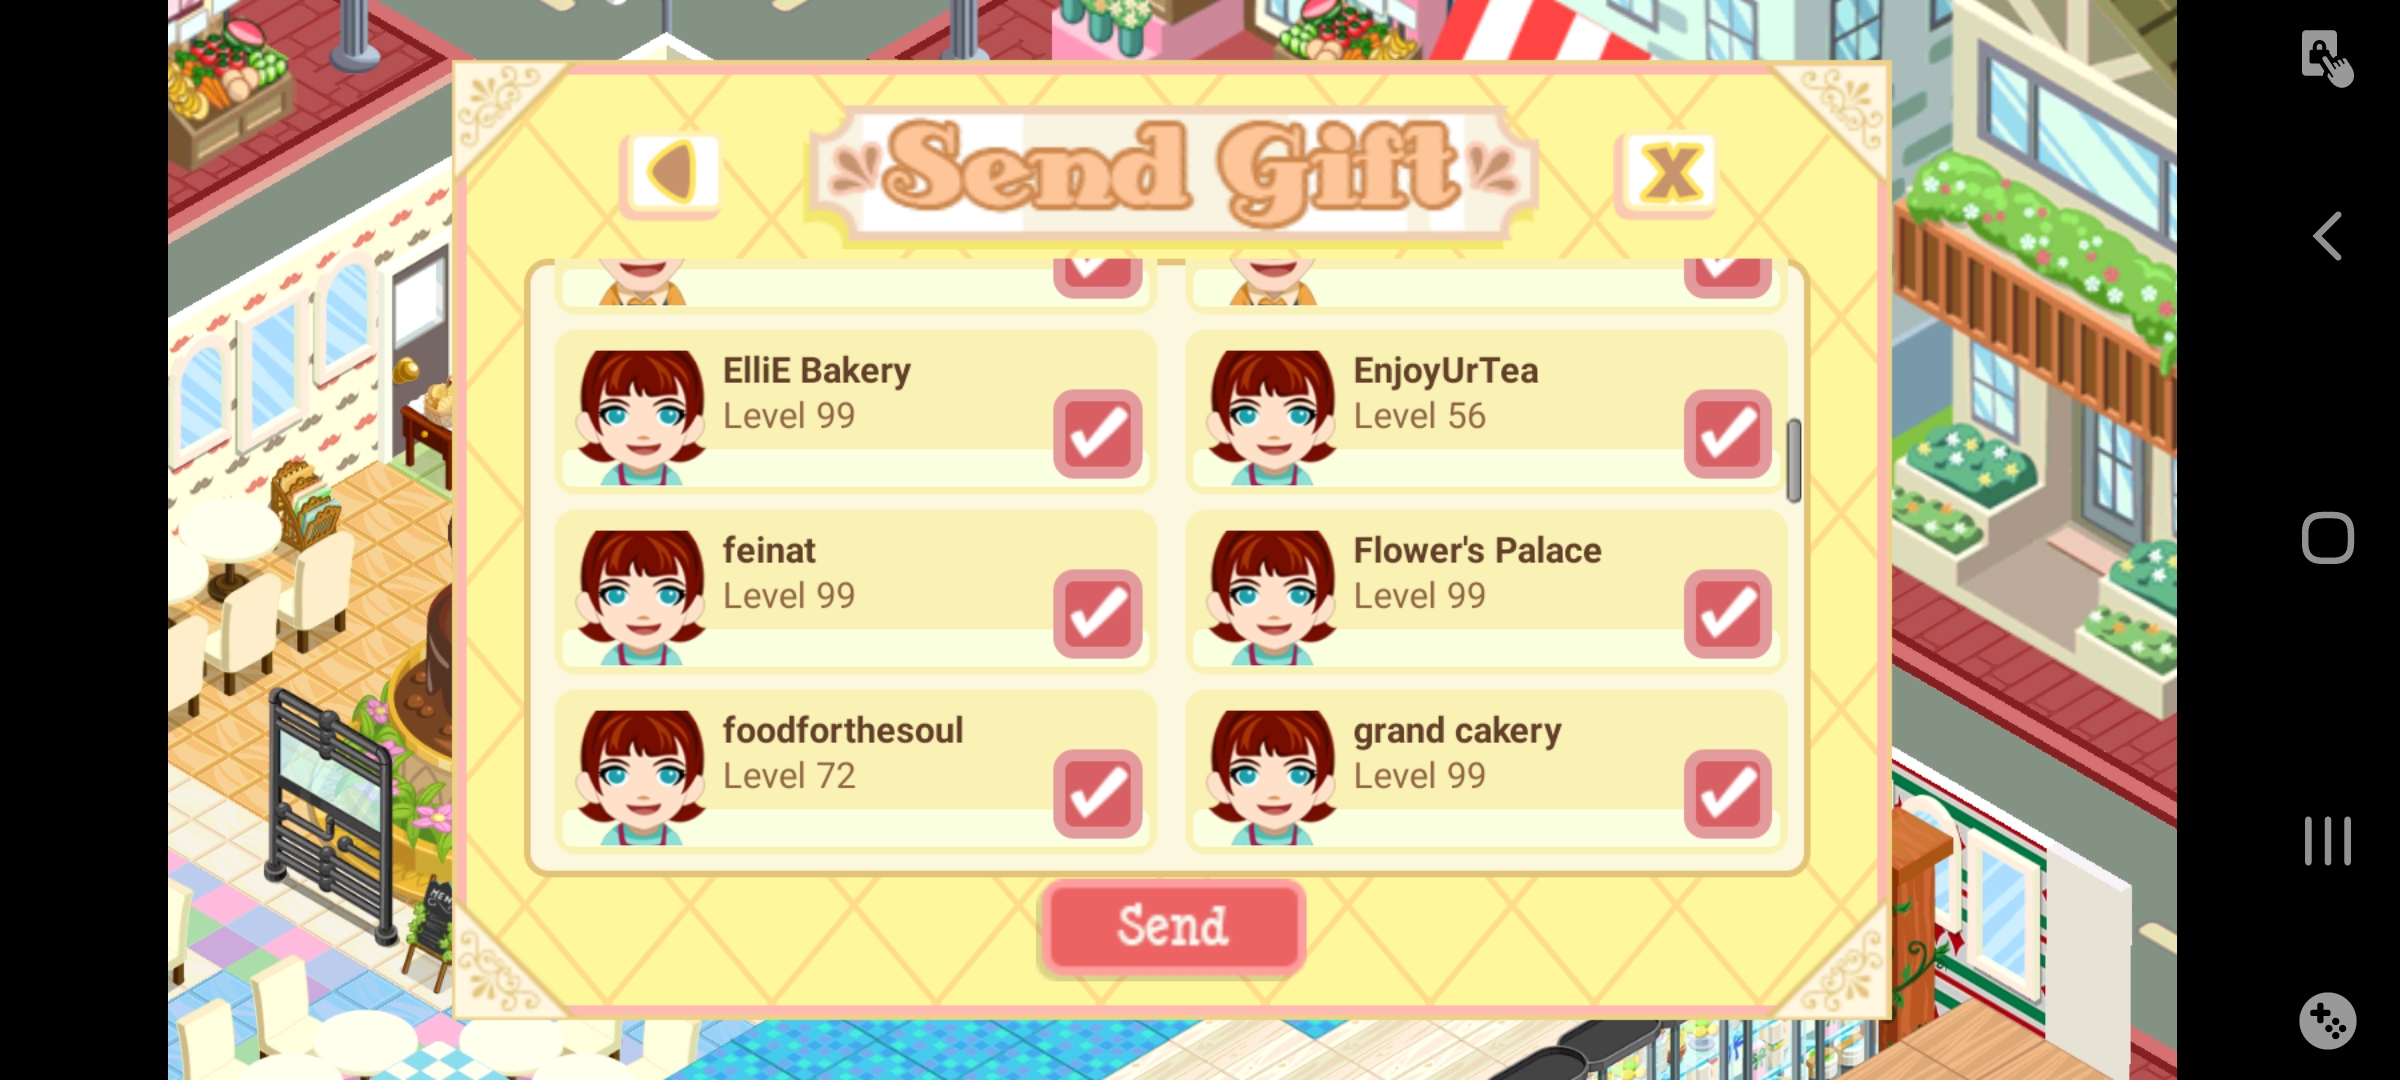 Send Gift
X
ElliE Bakery
Level 99
EnjoyUrTea
Level 56
feinat
Level 99
Flower's Palace
Level 99
foodforthesoul
Level 72
grand cakery
Level 99
Send
MENU